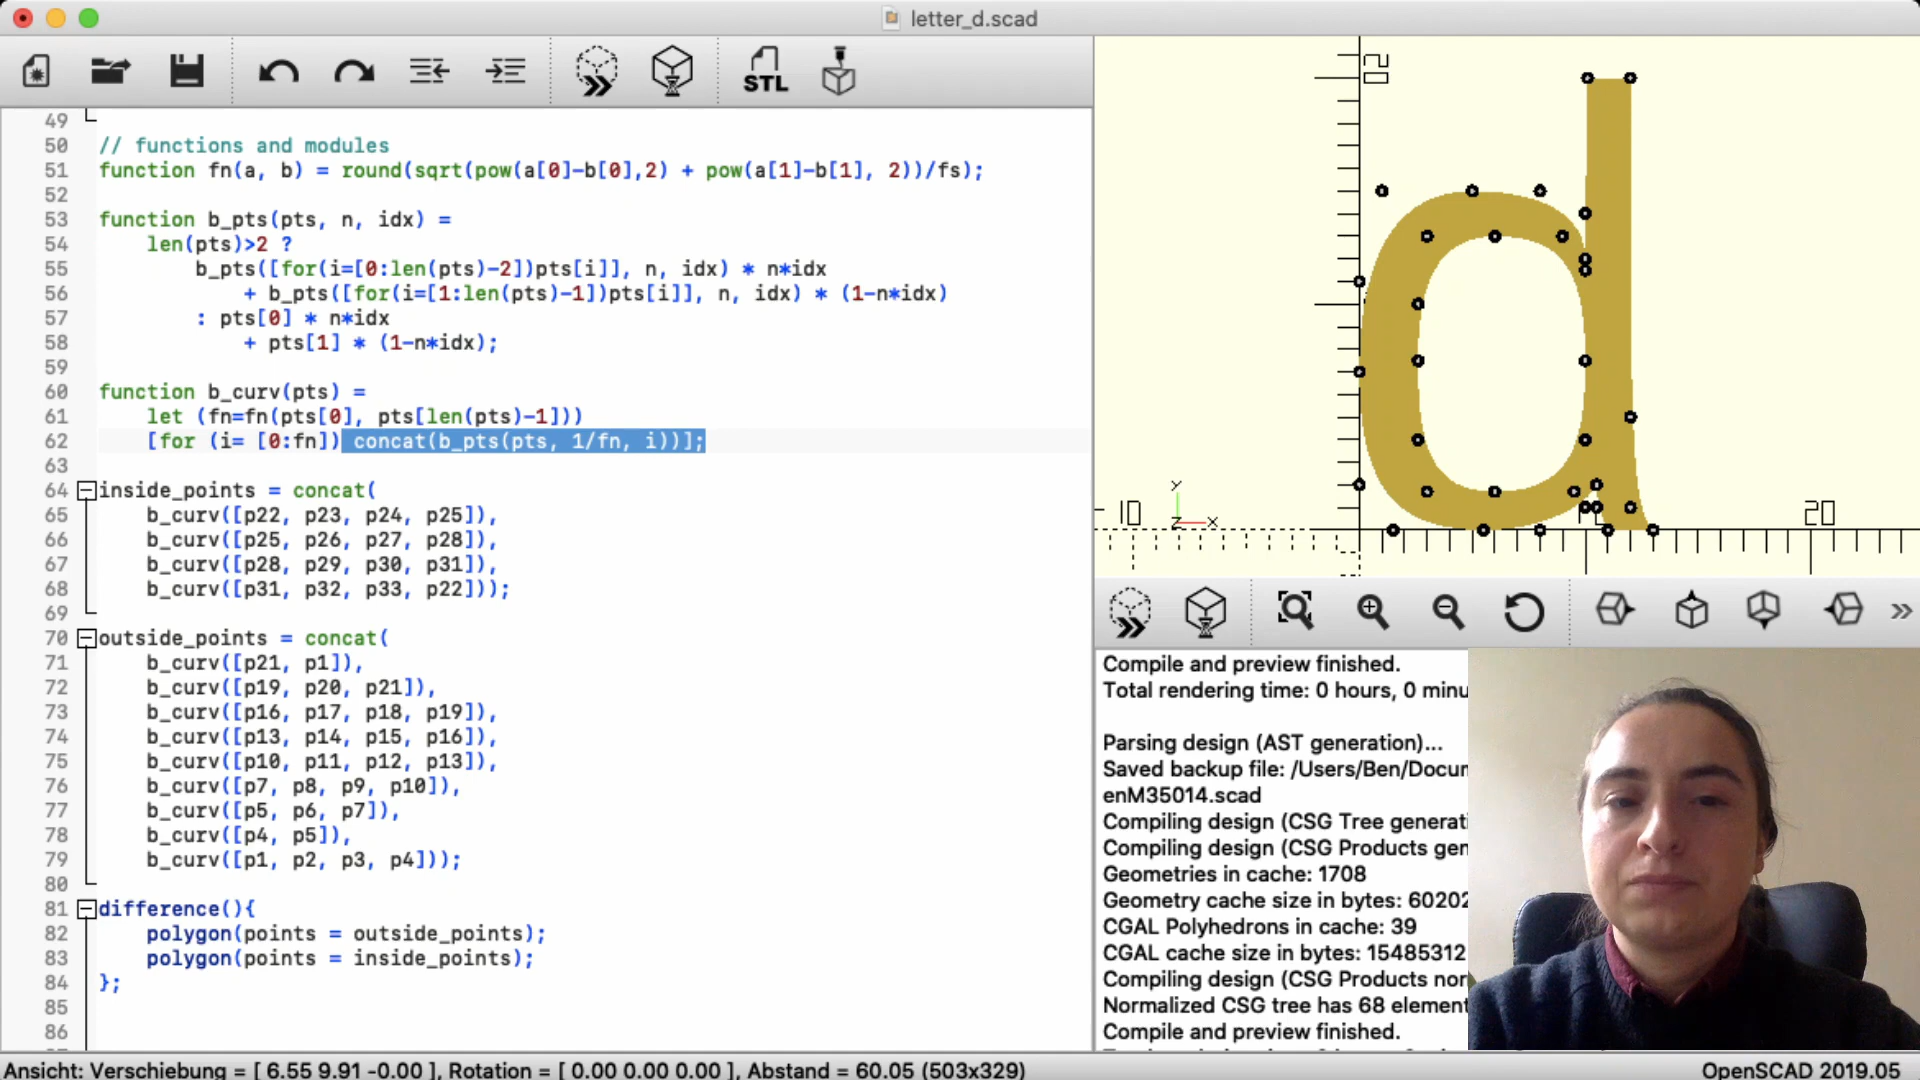 letter_d.scad
STL
49
50 // functions and modules
51 function fn(a, b) = round(sqrt(pow(a[0]-b[0],2) + pow(a[1]-b[1], 2))/fs);
52
53 function b_pts(pts, n, idx) =
54 len(pts)>2 ?
55 b_pts([for(i=[0:len(pts)-2])pts[i]], n, idx) * n*idx
56 + b_pts([for(i=[1:len(pts)-1])pts[i]], n, idx) * (1-n*idx)
57 : pts[0] * n*idx
58 + pts[1] * (1-n*idx);
59
60 function b_curv(pts) =
61 let (fn=fn(pts[0], pts[len(pts)-1]))
62 [for (i= [0:fn]) concat(b_pts(pts, 1/fn, i))];
63
64 inside_points = concat(
65 b_curv([p22, p23, p24, p25]),
66 b_curv([p25, p26, p27, p28]),
67 b_curv([p28, p29, p30, p31]),
68 b_curv([p31, p32, p33, p22]));
69
70 outside_points = concat(
71 b_curv([p21, p1]),
72 b_curv([p19, p20, p21]),
73 b_curv([p16, p17, p18, p19]),
74 b_curv([p13, p14, p15, p16]),
75 b_curv([p10, p11, p12, p13]),
76 b_curv([p7, p8, p9, p10]),
77 b_curv([p5, p6, p7]),
78 b_curv([p4, p5]),
79 b_curv([p1, p2, p3, p4]));
80
81 difference(){
82 polygon(points = outside_points);
83 polygon(points = inside_points);
84 };
85
86
20
d
10
20
Y
Z X
Compile and preview finished.
Total rendering time: 0 hours, 0 minu
Parsing design (AST generation)...
Saved backup file: /Users/Ben/Docum
enM35014.scad
Compiling design (CSG Tree generati
Compiling design (CSG Products gen
Geometries in cache: 1708
Geometry cache size in bytes: 60202
CGAL Polyhedrons in cache: 39
CGAL cache size in bytes: 15485312
Compiling design (CSG Products nor
Normalized CSG tree has 68 element
Compile and preview finished.
Ansicht: Verschiebung = [ 6.55 9.91 -0.00 ], Rotation = [ 0.00 0.00 0.00 ], Abstand = 60.05 (503x329)
OpenSCAD 2019.05